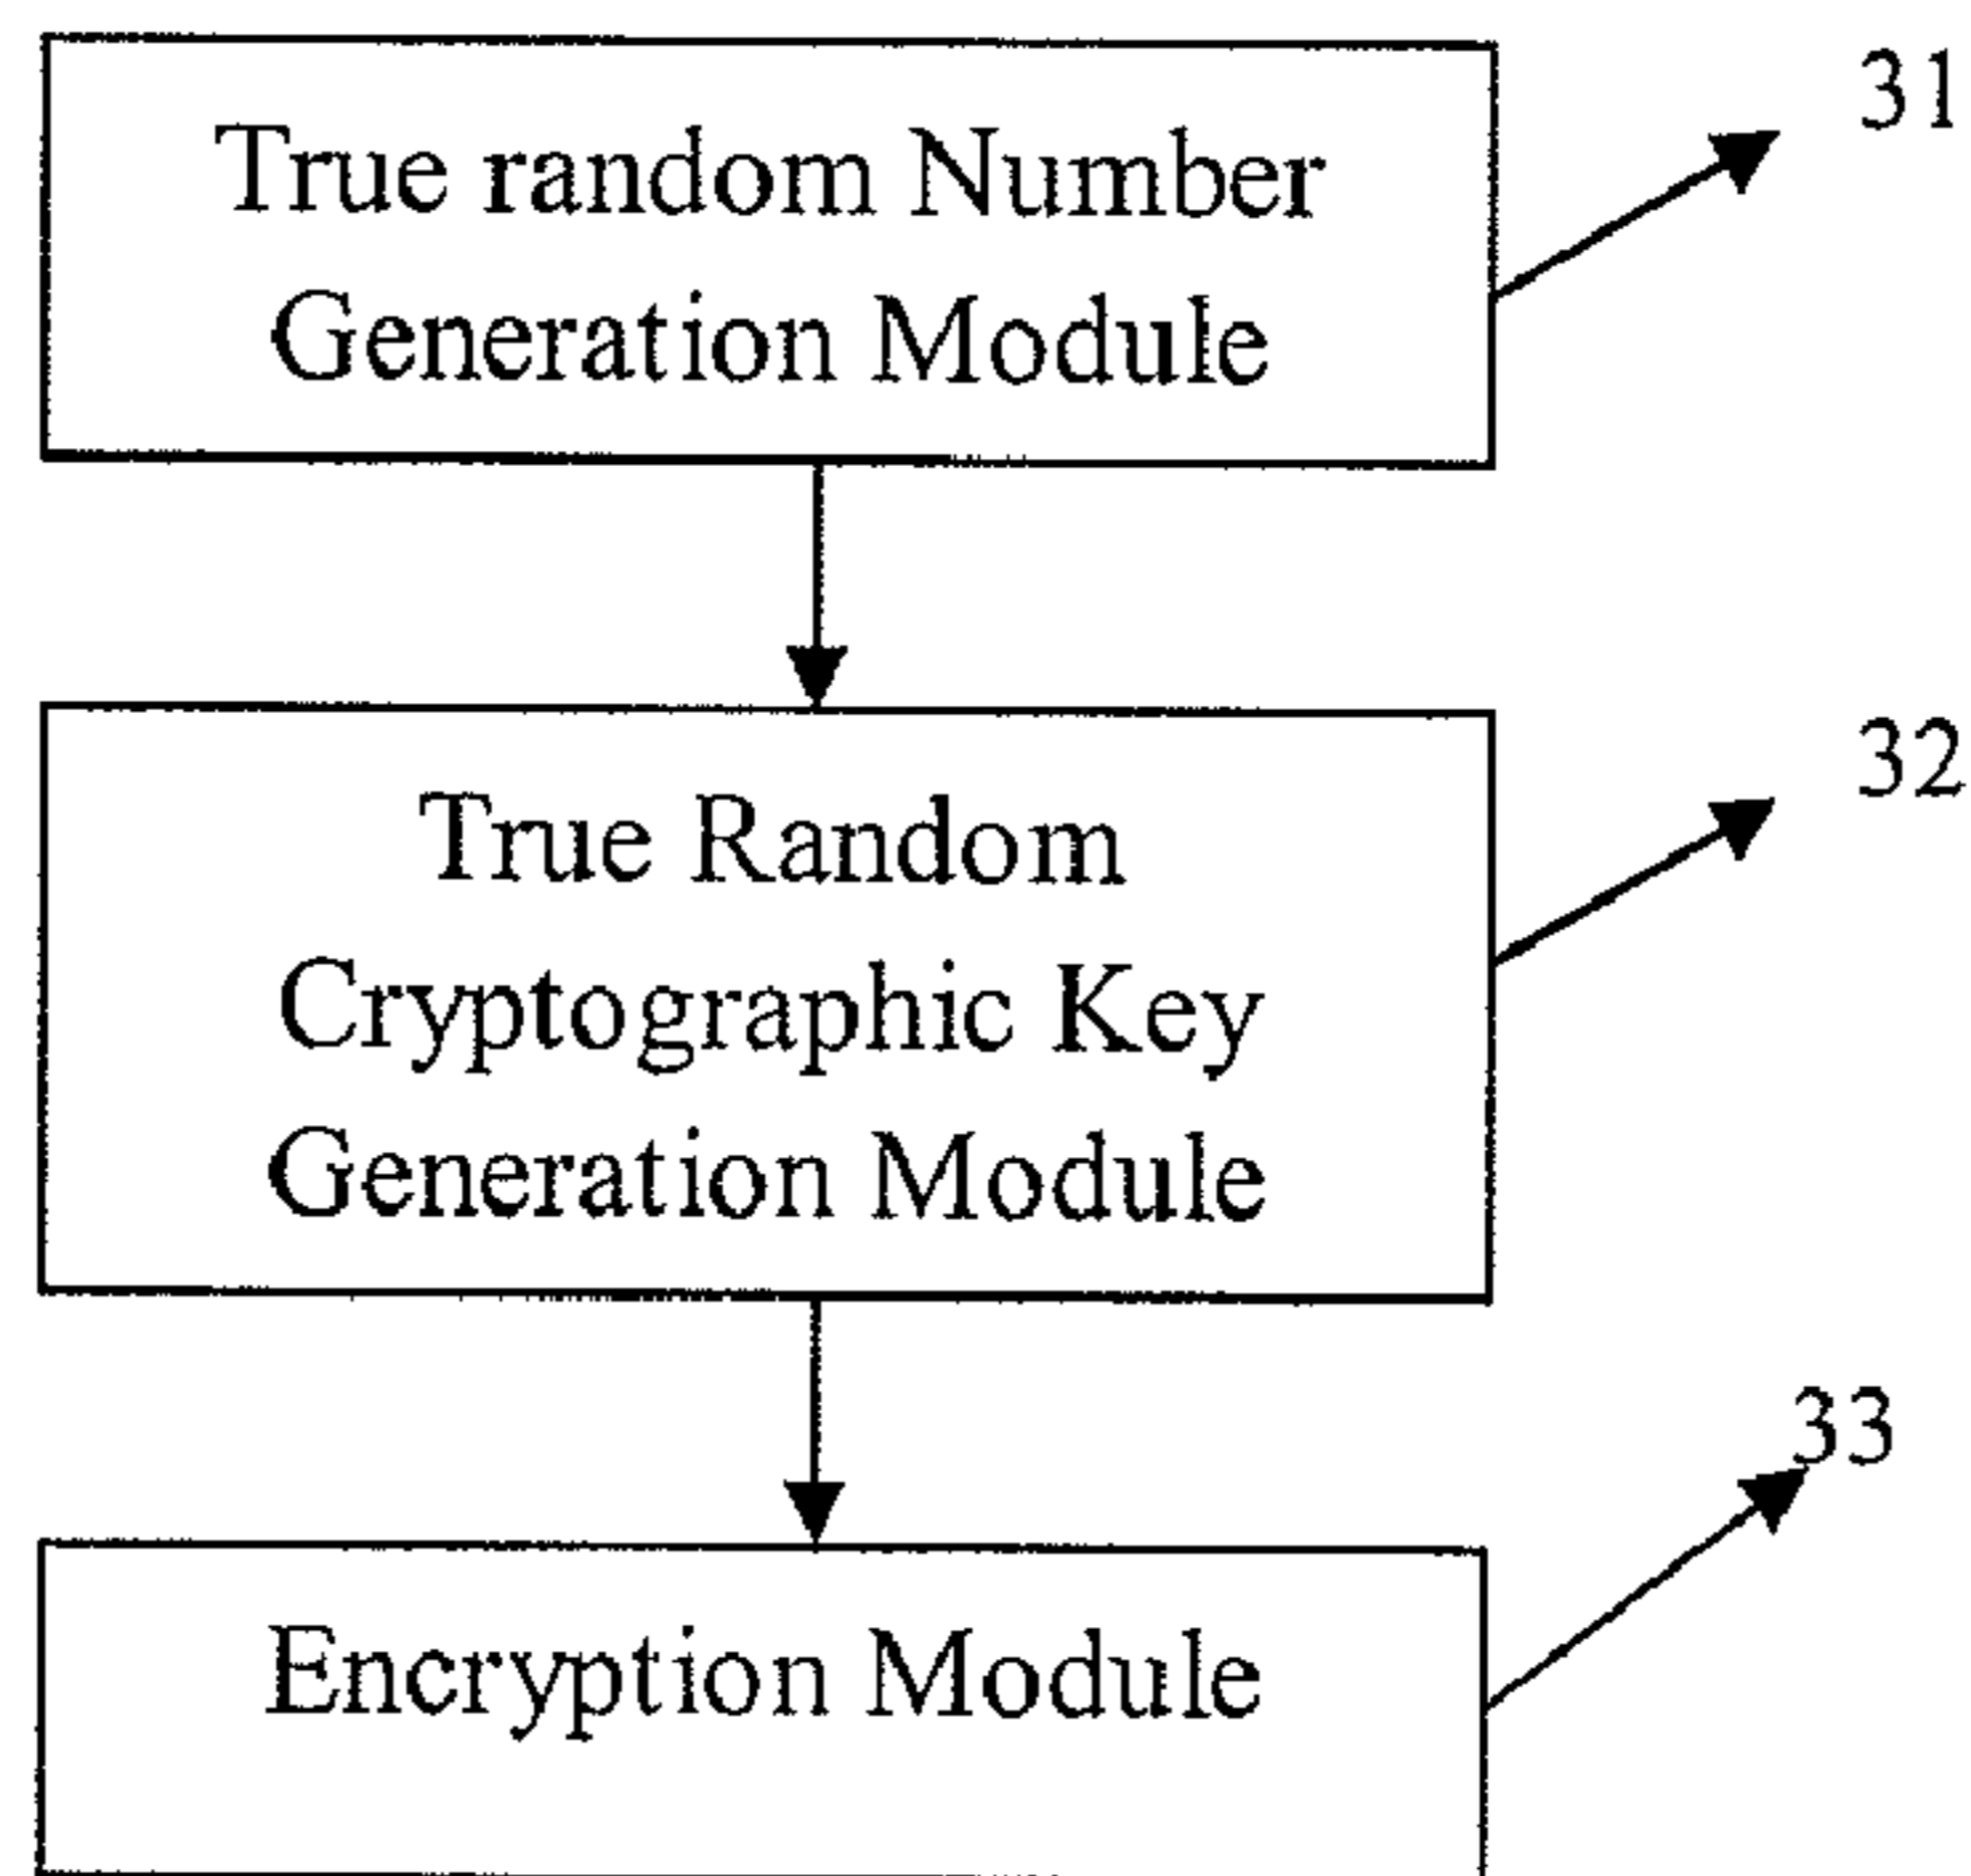 True random Number
Generation Module
31
True Random
Cryptographic Key
Generation Module
32
Encryption Module
33